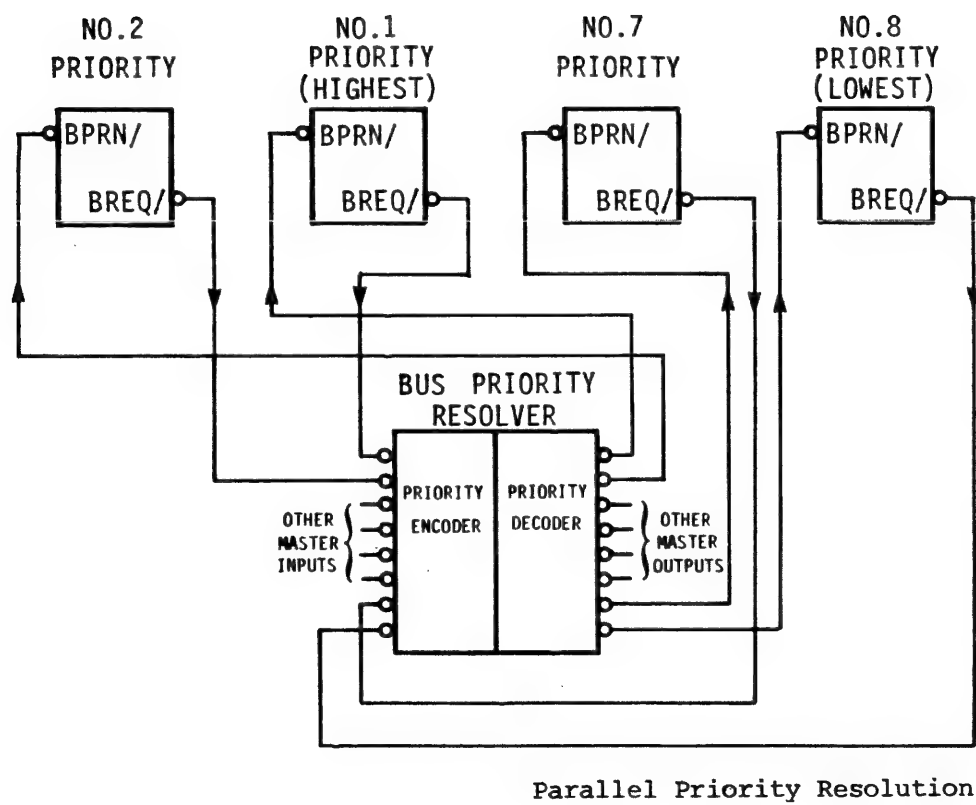 NO.2
PRIORITY
NO.1
PRIORITY
(HIGHEST)
NO.7
PRIORITY
NO.8
PRIORITY
(LOWEST)
BPRN/
BREQ/
BPRN/
BREQ/
BPRN/
BREQ/
BPRN/
BREQ/
BUS PRIORITY
RESOLVER
PRIORITY
ENCODER
PRIORITY
DECODER
OTHER
MASTER
INPUTS
OTHER
MASTER
OUTPUTS
Parallel Priority Resolution